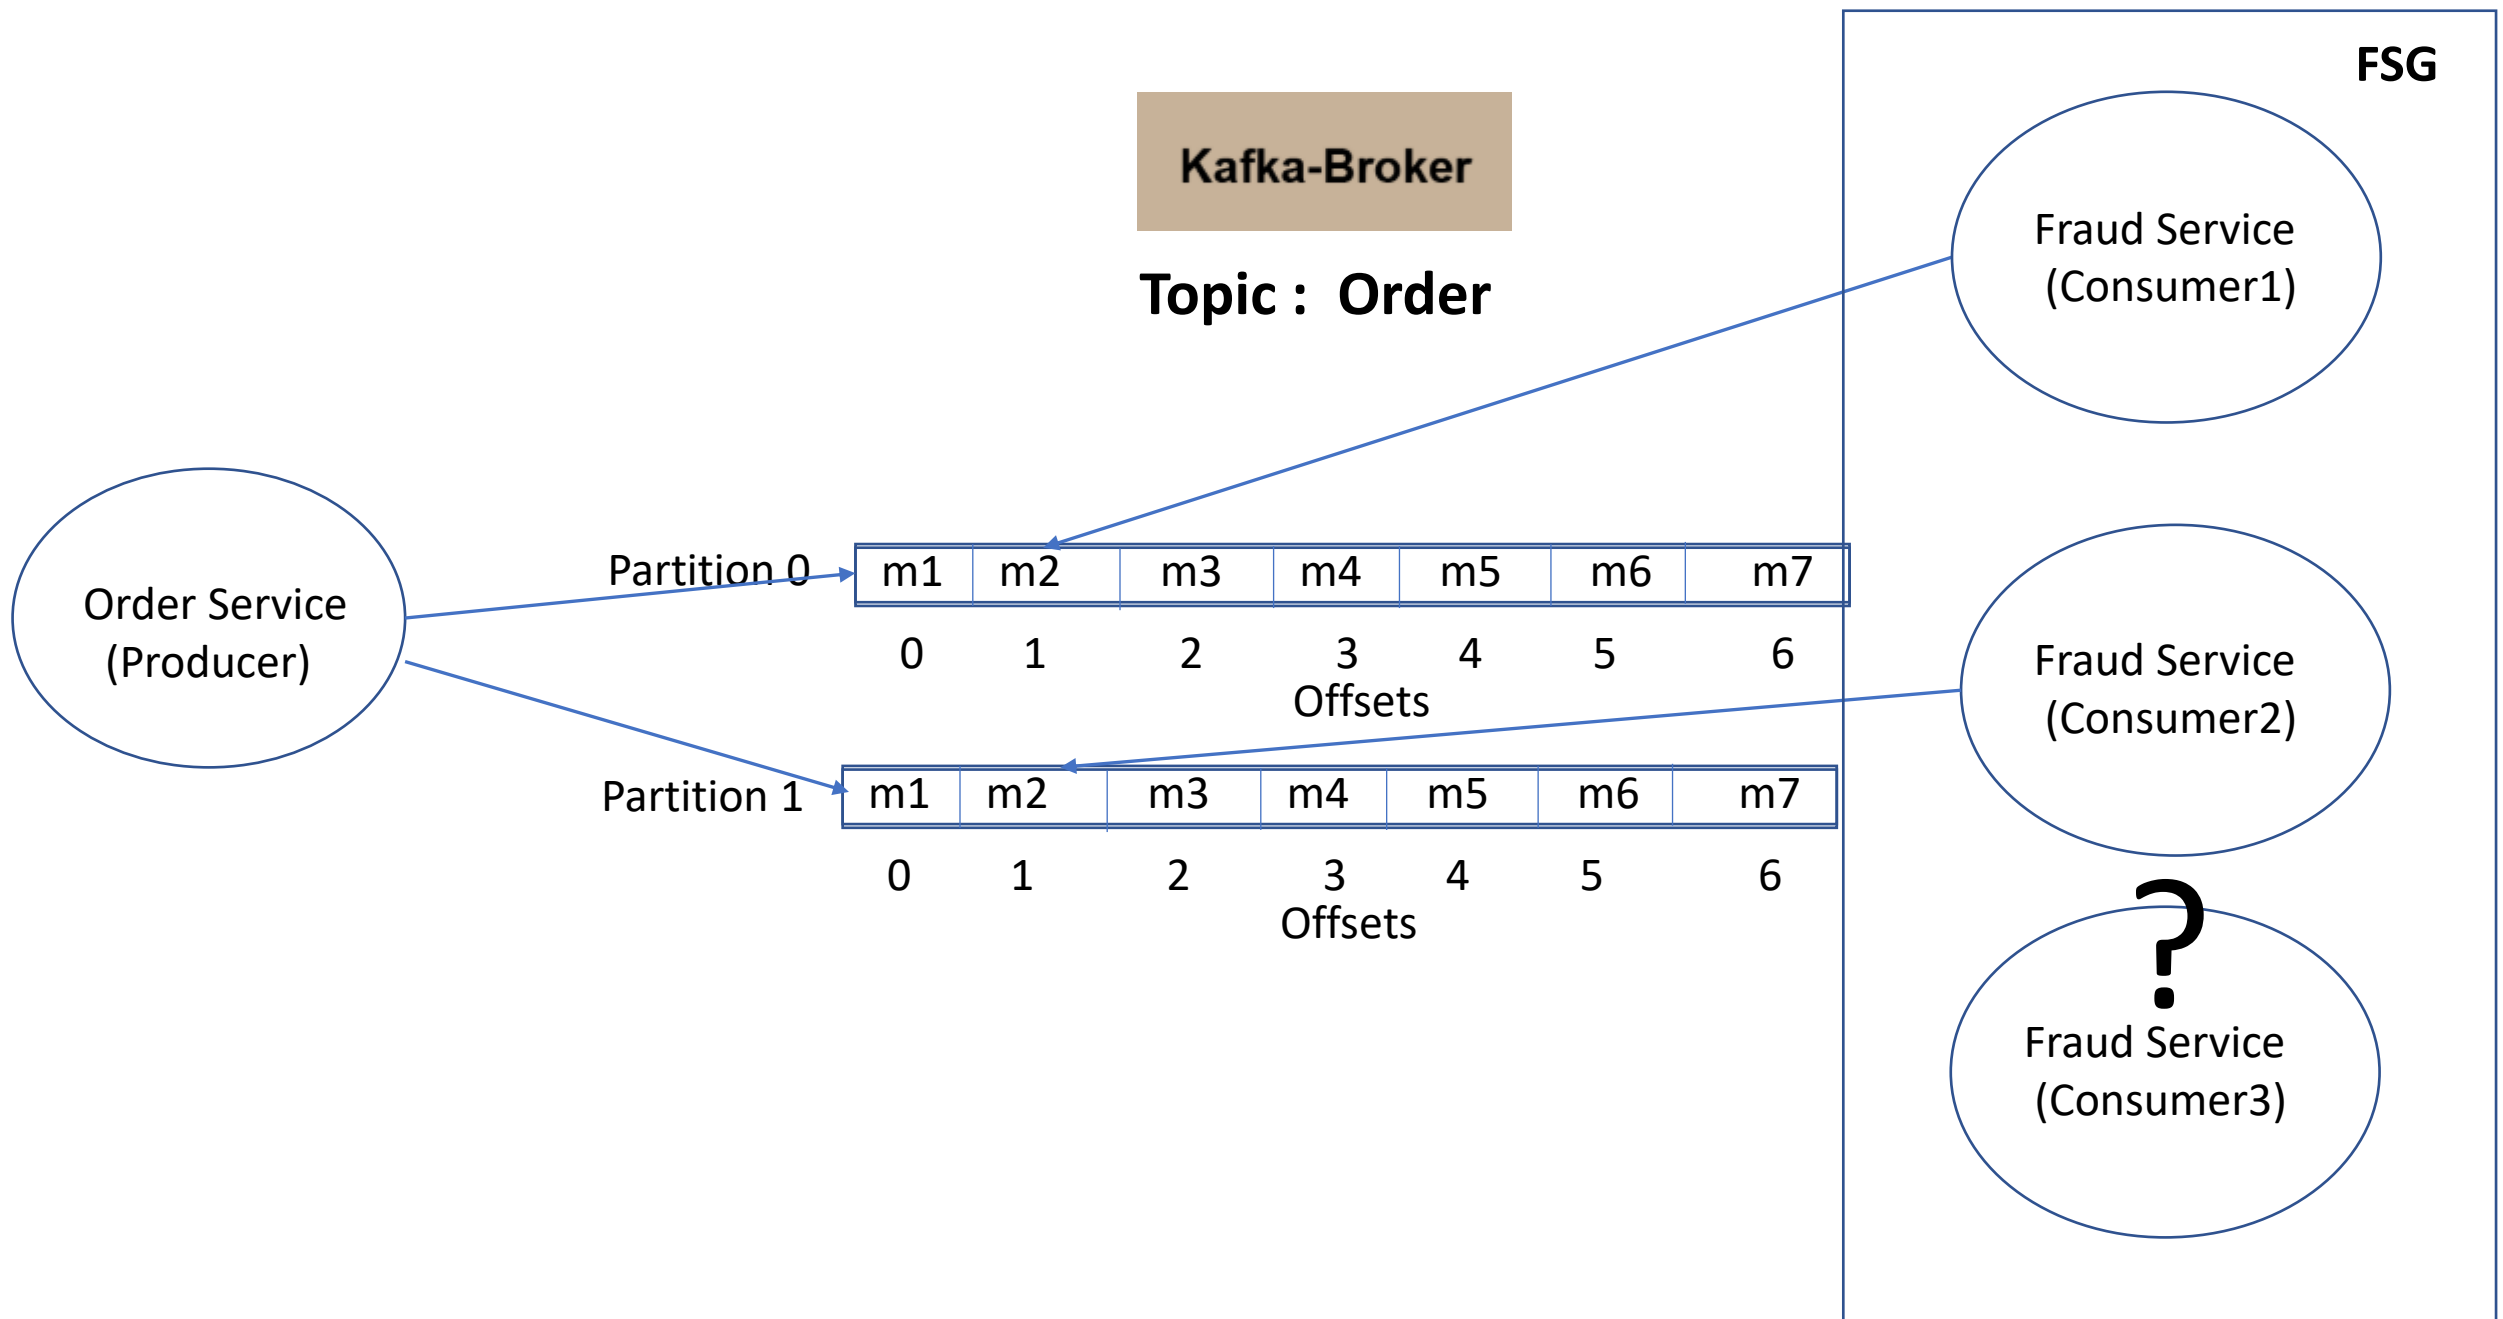 FSG
Kafka-Broker
Topic : Order
Fraud Service
(Consumer1)
Order Service
(Producer)
Partition 0
m1 m2 m3 m4 m5 m6 m7
0 1 2 3 4 5 6
Offsets
Fraud Service
(Consumer2)
Partition 1
m1 m2 m3 m4 m5 m6 m7
0 1 2 3 4 5 6
Offsets
?
Fraud Service
(Consumer3)